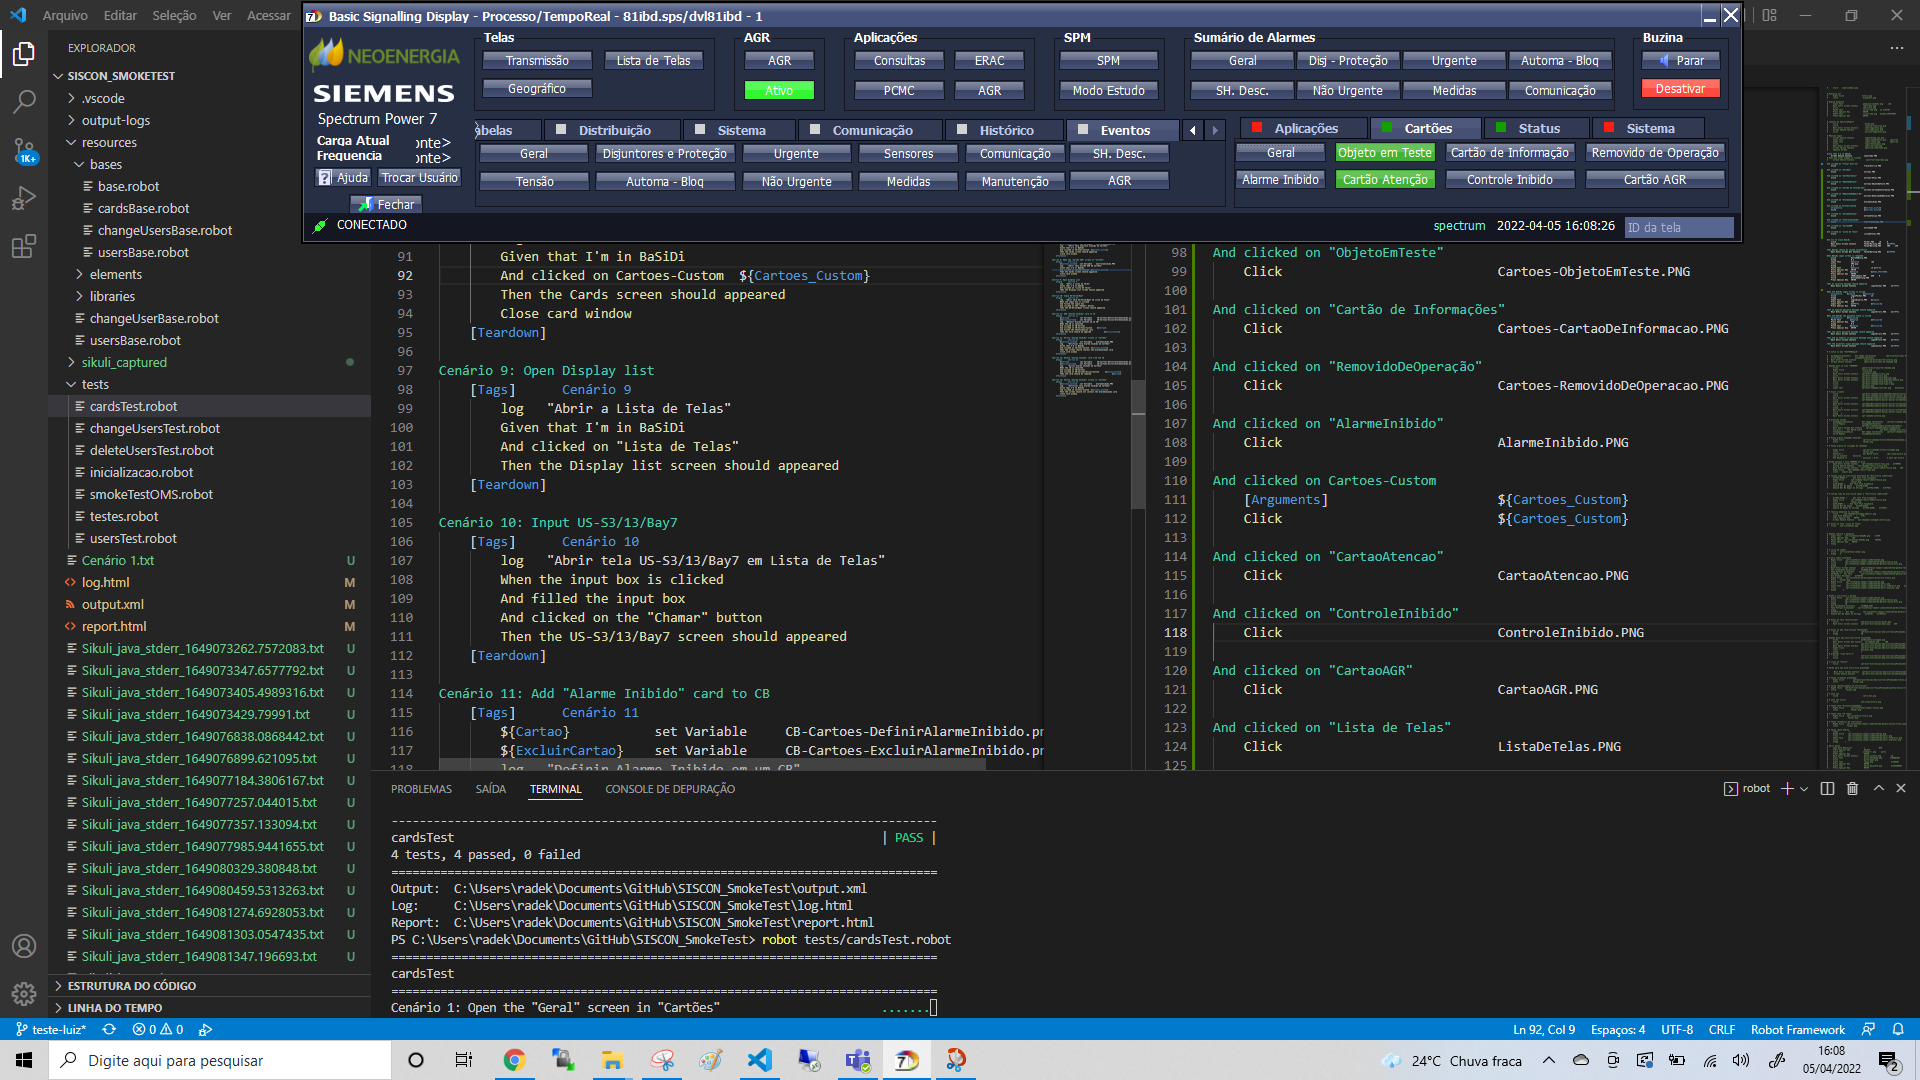 Arquivo Editar Seleção Ver Acessar
Basic Signalling Display - Processo/TempoReal - 81ibd.sps/dvl81ibd - 1
NEOENERGIA
SIEMENS
Spectrum Power 7
Carga Atual onte>
Frequencia onte>
Ajuda Trocar Usuário
Fechar
CONECTADO
Telas
Transmissão Lista de Telas
Geográfico
AGR
AGR
Ativo
Aplicações
Consultas ERAC
PCMC AGR
SPM
SPM
Modo Estudo
Sumário de Alarmes
Geral Disj - Proteção Urgente Automa - Bloq
SH. Desc. Não Urgente Medidas Comunicação
Buzina
Parar
Desativar
abelas Distribuição Sistema Comunicação Histórico Eventos
Geral Disjuntores e Proteção Urgente Sensores Comunicação SH. Desc.
Tensão Automa - Bloq Não Urgente Medidas Manutenção AGR
Aplicações Cartões Status Sistema
Geral Objeto em Teste Cartão de Informação Removido de Operação
Alarme Inibido Cartão Atenção Controle Inibido Cartão AGR
spectrum 2022-04-05 16:08:26 ID da tela
EXPLORADOR
SISCON_SMOKETEST
.vscode
output-logs
resources
bases
base.robot
cardsBase.robot
changeUsersBase.robot
usersBase.robot
elements
libraries
changeUserBase.robot
usersBase.robot
sikuli_captured
tests
cardsTest.robot
changeUsersTest.robot
deleteUsersTest.robot
inicializacao.robot
smokeTestOMS.robot
testes.robot
usersTest.robot
Cenário 1.txt U
log.html M
output.xml M
report.html M
Sikuli_java_stderr_1649073262.7572083.txt U
Sikuli_java_stderr_1649073347.6577792.txt U
Sikuli_java_stderr_1649073405.4989316.txt U
Sikuli_java_stderr_1649073429.79991.txt U
Sikuli_java_stderr_1649076838.0868442.txt U
Sikuli_java_stderr_1649076899.621095.txt U
Sikuli_java_stderr_1649077184.3806167.txt U
Sikuli_java_stderr_1649077257.044015.txt U
Sikuli_java_stderr_1649077357.133094.txt U
Sikuli_java_stderr_1649077985.9441655.txt U
Sikuli_java_stderr_1649080329.380848.txt U
Sikuli_java_stderr_1649080459.5313263.txt U
Sikuli_java_stderr_1649081274.6928053.txt U
Sikuli_java_stderr_1649081303.0547435.txt U
Sikuli_java_stderr_1649081347.196693.txt U
ESTRUTURA DO CÓDIGO
LINHA DO TEMPO
1K+
91 Given that I'm in BaSiDi
92 And clicked on Cartoes-Custom ${Cartoes_Custom}
93 Then the Cards screen should appeared
94 Close card window
95 [Teardown]
96
97 Cenário 9: Open Display list
98 [Tags] Cenário 9
99 log "Abrir a Lista de Telas"
100 Given that I'm in BaSiDi
101 And clicked on "Lista de Telas"
102 Then the Display list screen should appeared
103 [Teardown]
104
105 Cenário 10: Input US-S3/13/Bay7
106 [Tags] Cenário 10
107 log "Abrir tela US-S3/13/Bay7 em Lista de Telas"
108 When the input box is clicked
109 And filled the input box
110 And clicked on the "Chamar" button
111 Then the US-S3/13/Bay7 screen should appeared
112 [Teardown]
113
114 Cenário 11: Add "Alarme Inibido" card to CB
115 [Tags] Cenário 11
116 ${Cartao} set Variable CB-Cartoes-DefinirAlarmeInibido.pr
117 ${ExcluirCartao} set Variable CB-Cartoes-ExcluirAlarmeInibido.pr
118 log "Definir Alarme Inibido em um CB"
98 And clicked on "ObjetoEmTeste"
99 Click Cartoes-ObjetoEmTeste.PNG
100
101 And clicked on "Cartão de Informações"
102 Click Cartoes-CartaoDeInformacao.PNG
103
104 And clicked on "RemovidoDeOperação"
105 Click Cartoes-RemovidoDeOperacao.PNG
106
107 And clicked on "AlarmeInibido"
108 Click AlarmeInibido.PNG
109
110 And clicked on Cartoes-Custom
111 [Arguments] ${Cartoes_Custom}
112 Click ${Cartoes_Custom}
113
114 And clicked on "CartaoAtencao"
115 Click CartaoAtencao.PNG
116
117 And clicked on "ControleInibido"
118 Click ControleInibido.PNG
119
120 And clicked on "CartaoAGR"
121 Click CartaoAGR.PNG
122
123 And clicked on "Lista de Telas"
124 Click ListaDeTelas.PNG
125
PROBLEMAS SAÍDA TERMINAL CONSOLE DE DEPURAÇÃO
robot
------------------------------------------------------------------------------
cardsTest | PASS |
4 tests, 4 passed, 0 failed
==============================================================================
Output: C:\Users\radek\Documents\GitHub\SISCON_SmokeTest\output.xml
Log: C:\Users\radek\Documents\GitHub\SISCON_SmokeTest\log.html
Report: C:\Users\radek\Documents\GitHub\SISCON_SmokeTest\report.html
PS C:\Users\radek\Documents\GitHub\SISCON_SmokeTest> robot tests/cardsTest.robot
==============================================================================
cardsTest
==============================================================================
Cenário 1: Open the "Geral" screen in "Cartões" .......
teste-luiz* 0 0
Ln 92, Col 9 Espaços: 4 UTF-8 CRLF Robot Framework
Digite aqui para pesquisar
24°C Chuva fraca
16:08
05/04/2022
2